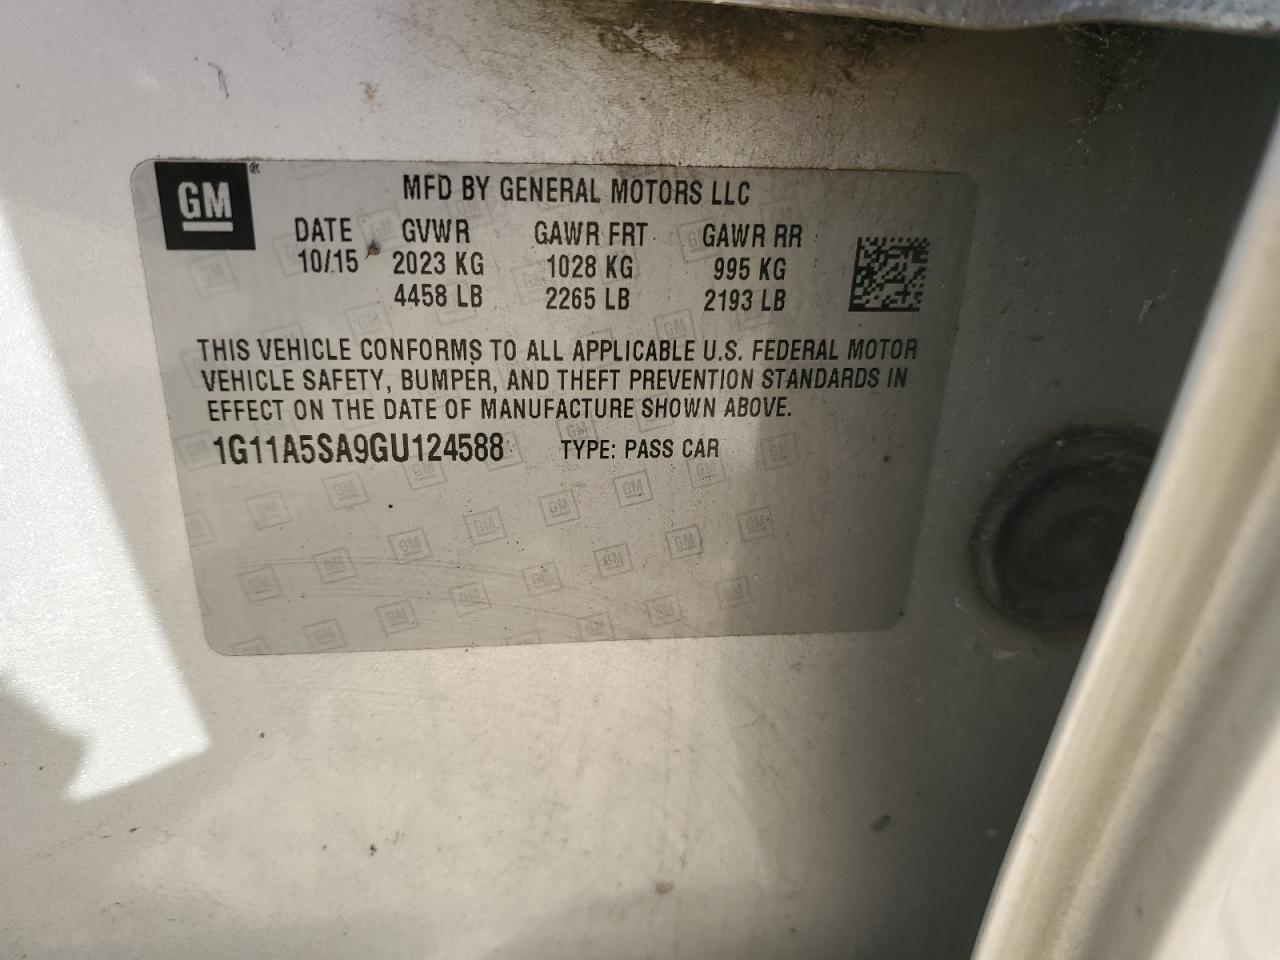 GM®
MFD BY GENERAL MOTORS LLC
DATE GVWR GAWR FRT GAWR RR
10/15 2023 KG 1028 KG 995 KG
4458 LB 2265 LB 2193 LB
THIS VEHICLE CONFORMS TO ALL APPLICABLE U.S. FEDERAL MOTOR
VEHICLE SAFETY, BUMPER, AND THEFT PREVENTION STANDARDS IN
EFFECT ON THE DATE OF MANUFACTURE SHOWN ABOVE.
1G11A5SA9GU124588 TYPE: PASS CAR